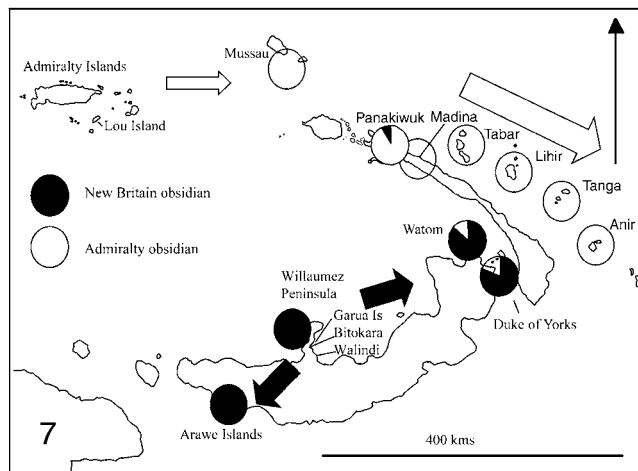 Mussau
Admiralty Islands
Lou Island
Panakiwuk
Madina
Tabar
Lihir
Tanga
Anir
New Britain obsidian
Admiralty obsidian
Watom
Willaumez
Peninsula
Garua Is
Bitokara
Walindi
Duke of Yorks
Arawe Islands
7
400 kms